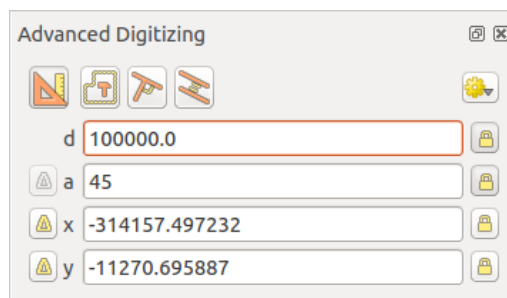 Advanced Digitizing
d 100000.0
a 45
x -314157.497232
y -11270.695887